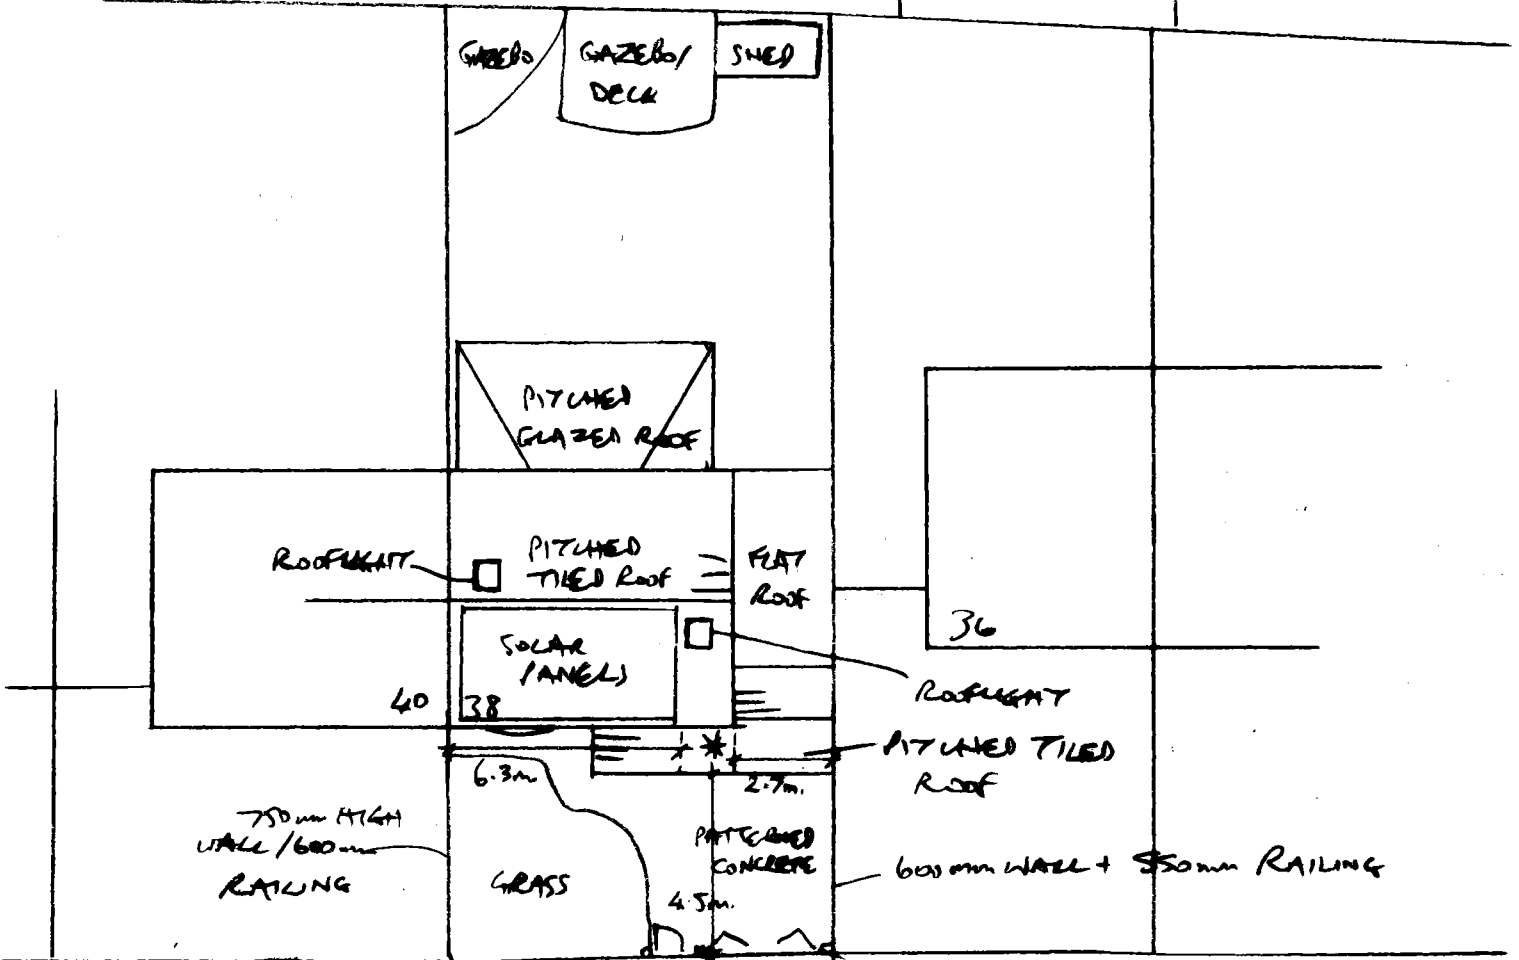 GAZEBO
GAZEBO/
DECK
SHED
PITCHED
GLAZED ROOF
ROOFLIGHT
PITCHED
TILED ROOF
FLAT
ROOF
SOLAR
PANELS
36
40
38
ROOFLIGHT
PITCHED TILED
ROOF
6.3m
2.7m.
750mm HIGH
WALL/600mm
RAILING
PATTERNED
CONCRETE
600mm WALL + 550mm RAILING
GRASS
4.5m.